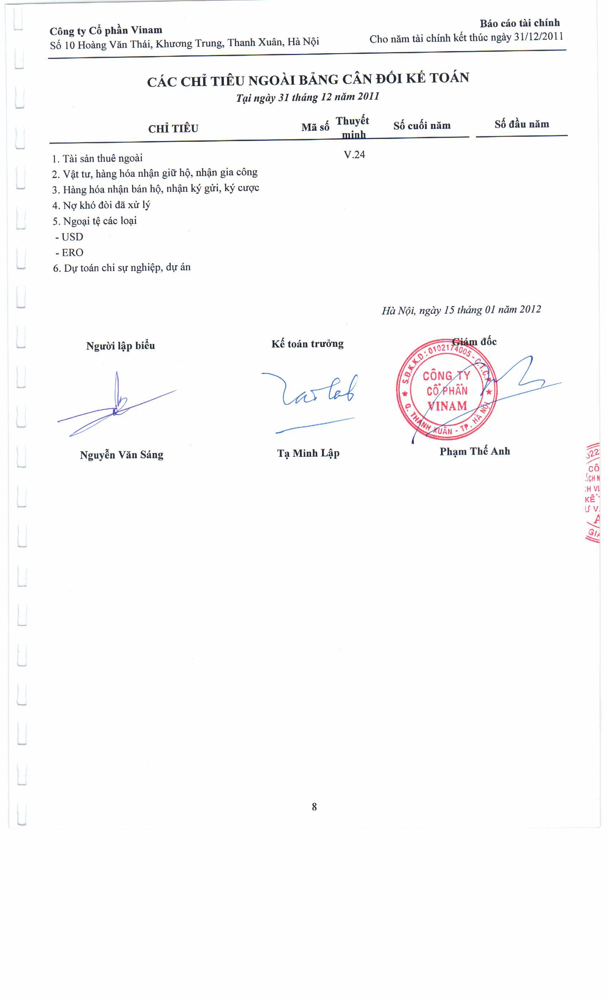 Công ty Cổ phần Vinam
Báo cáo tài chính
Số 10 Hoàng Văn Thái, Khương Trung, Thanh Xuân, Hà Nội
Cho năm tài chính kết thúc ngày 31/12/2011
CÁC CHỈ TIÊU NGOÀI BẢNG CÂN ĐỐI KẾ TOÁN
Tại ngày 31 tháng 12 năm 2011
CHỈ TIÊU Mã số Thuyết minh Số cuối năm Số đầu năm
1. Tài sản thuê ngoài V.24
2. Vật tư, hàng hóa nhận giữ hộ, nhận gia công
3. Hàng hóa nhận bán hộ, nhận ký gửi, ký cược
4. Nợ khó đòi đã xử lý
5. Ngoại tệ các loại
- USD
- ERO
6. Dự toán chi sự nghiệp, dự án
Hà Nội, ngày 15 tháng 01 năm 2012
Người lập biểu Kế toán trưởng Giám đốc
S.Đ.K.K.D: 0102174005 - C.T.C.P
CÔNG TY
CỔ PHẦN
VINAM
Q. THANH XUÂN - TP. HÀ NỘI
Nguyễn Văn Sáng Tạ Minh Lập Phạm Thế Anh
8